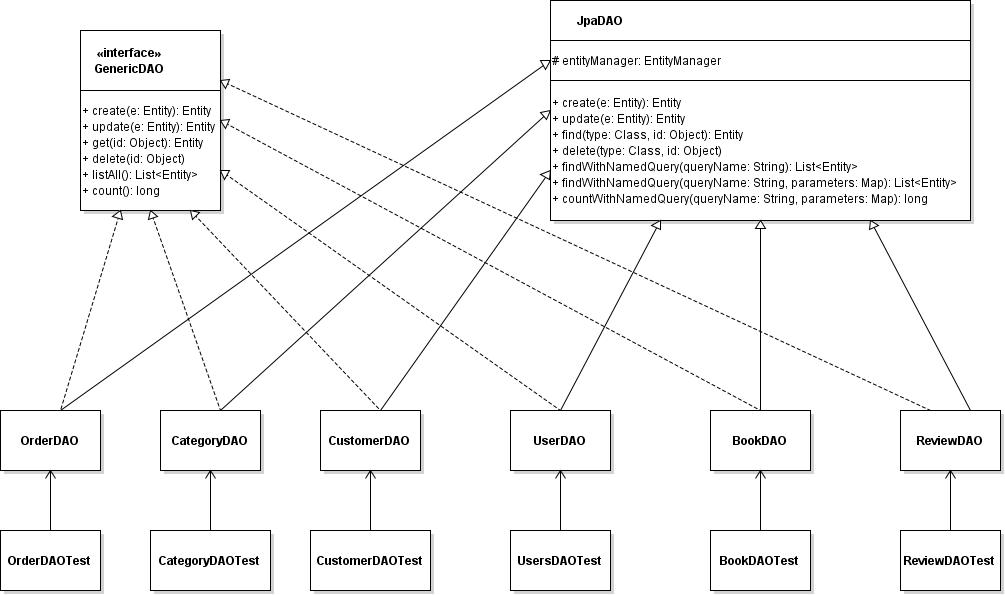 «interface»
GenericDAO
+ create(e: Entity): Entity
+ update(e: Entity): Entity
+ get(id: Object): Entity
+ delete(id: Object)
+ listAll(): List<Entity>
+ count(): long
JpaDAO
# entityManager: EntityManager
+ create(e: Entity): Entity
+ update(e: Entity): Entity
+ find(type: Class, id: Object): Entity
+ delete(type: Class, id: Object)
+ findWithNamedQuery(queryName: String): List<Entity>
+ findWithNamedQuery(queryName: String, parameters: Map): List<Entity>
+ countWithNamedQuery(queryName: String, parameters: Map): long
OrderDAO
CategoryDAO
CustomerDAO
UserDAO
BookDAO
ReviewDAO
OrderDAOTest
CategoryDAOTest
CustomerDAOTest
UsersDAOTest
BookDAOTest
ReviewDAOTest